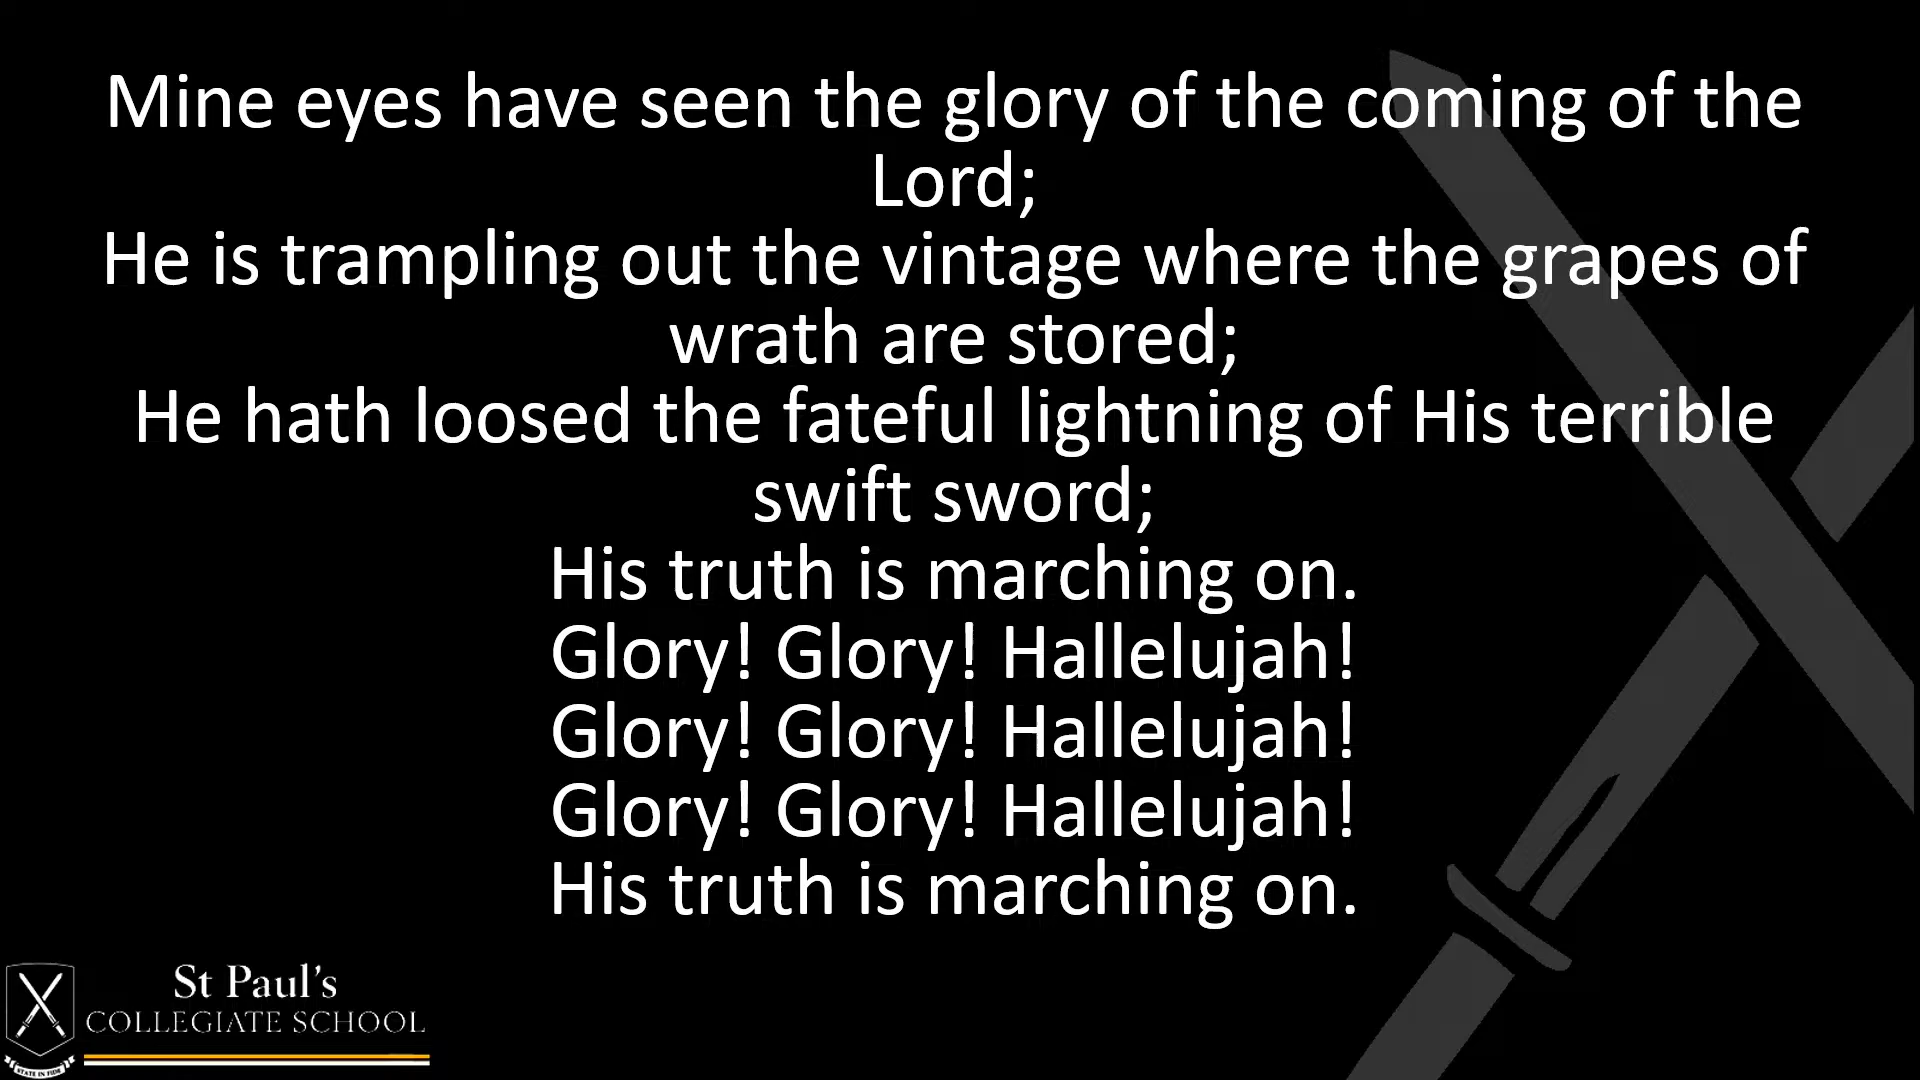 Mine eyes have seen the glory of the coming of the
Lord;
He is trampling out the vintage where the grapes of
wrath are stored;
He hath loosed the fateful lightning of His terrible
swift sword;
His truth is marching on.
Glory! Glory! Hallelujah!
Glory! Glory! Hallelujah!
Glory! Glory! Hallelujah!
His truth is marching on.
St Paul's
COLLEGIATE SCHOOL
STATE IN FIDE